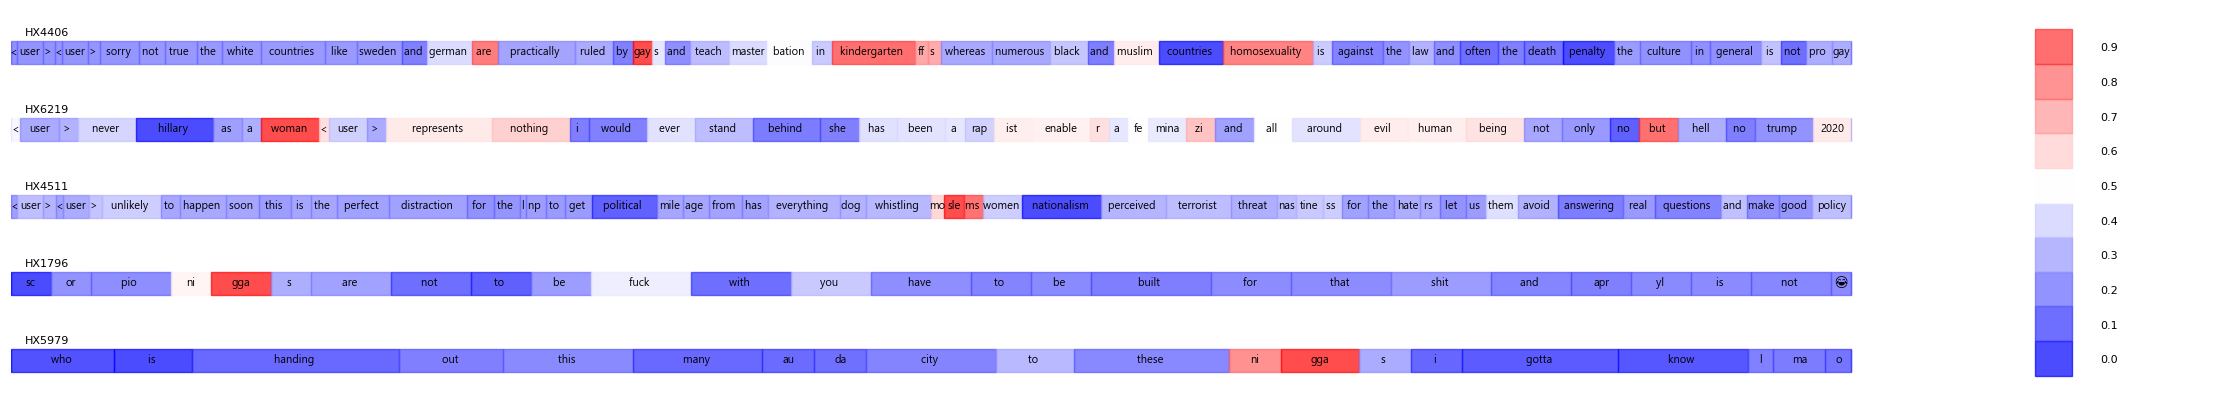 HX4406
< user > < user > sorry not true the white countries like sweden and german are practically ruled by gay s and teach master bation in kindergarten ff s whereas numerous black and muslim countries homosexuality is against the law and often the death penalty the culture in general is not pro gay
HX6219
< user > never hillary as a woman < user > represents nothing i would ever stand behind she has been a rap ist enable r a fe mina zi and all around evil human being not only no but hell no trump 2020
HX4511
< user > < user > unlikely to happen soon this is the perfect distraction for the l np to get political mile age from has everything dog whistling mo sle ms women nationalism perceived terrorist threat nas tine ss for the hate rs let us them avoid answering real questions and make good policy
HX1796
sc or pio ni gga s are not to be fuck with you have to be built for that shit and apr yl is not 😂
HX5979
who is handing out this many au da city to these ni gga s i gotta know l ma o
0.9
0.8
0.7
0.6
0.5
0.4
0.3
0.2
0.1
0.0